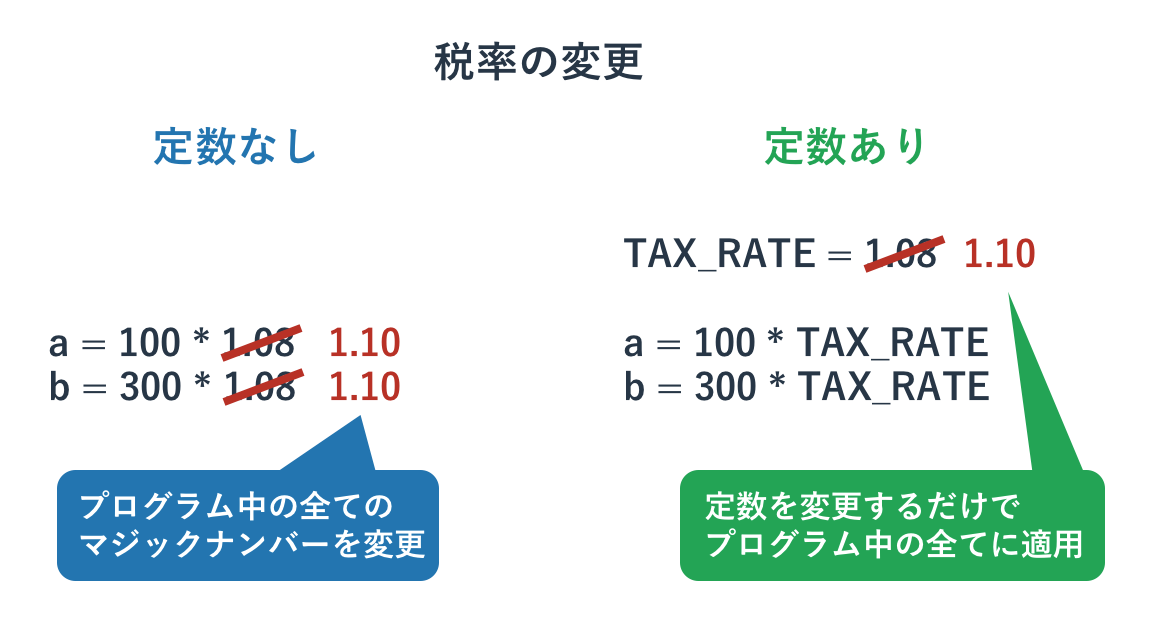 税率の変更
定数なし
a = 100 * 1.08 1.10
b = 300 * 1.08 1.10
プログラム中の全ての
マジックナンバーを変更
定数あり
TAX_RATE = 1.08 1.10
a = 100 * TAX_RATE
b = 300 * TAX_RATE
定数を変更するだけで
プログラム中の全てに適用